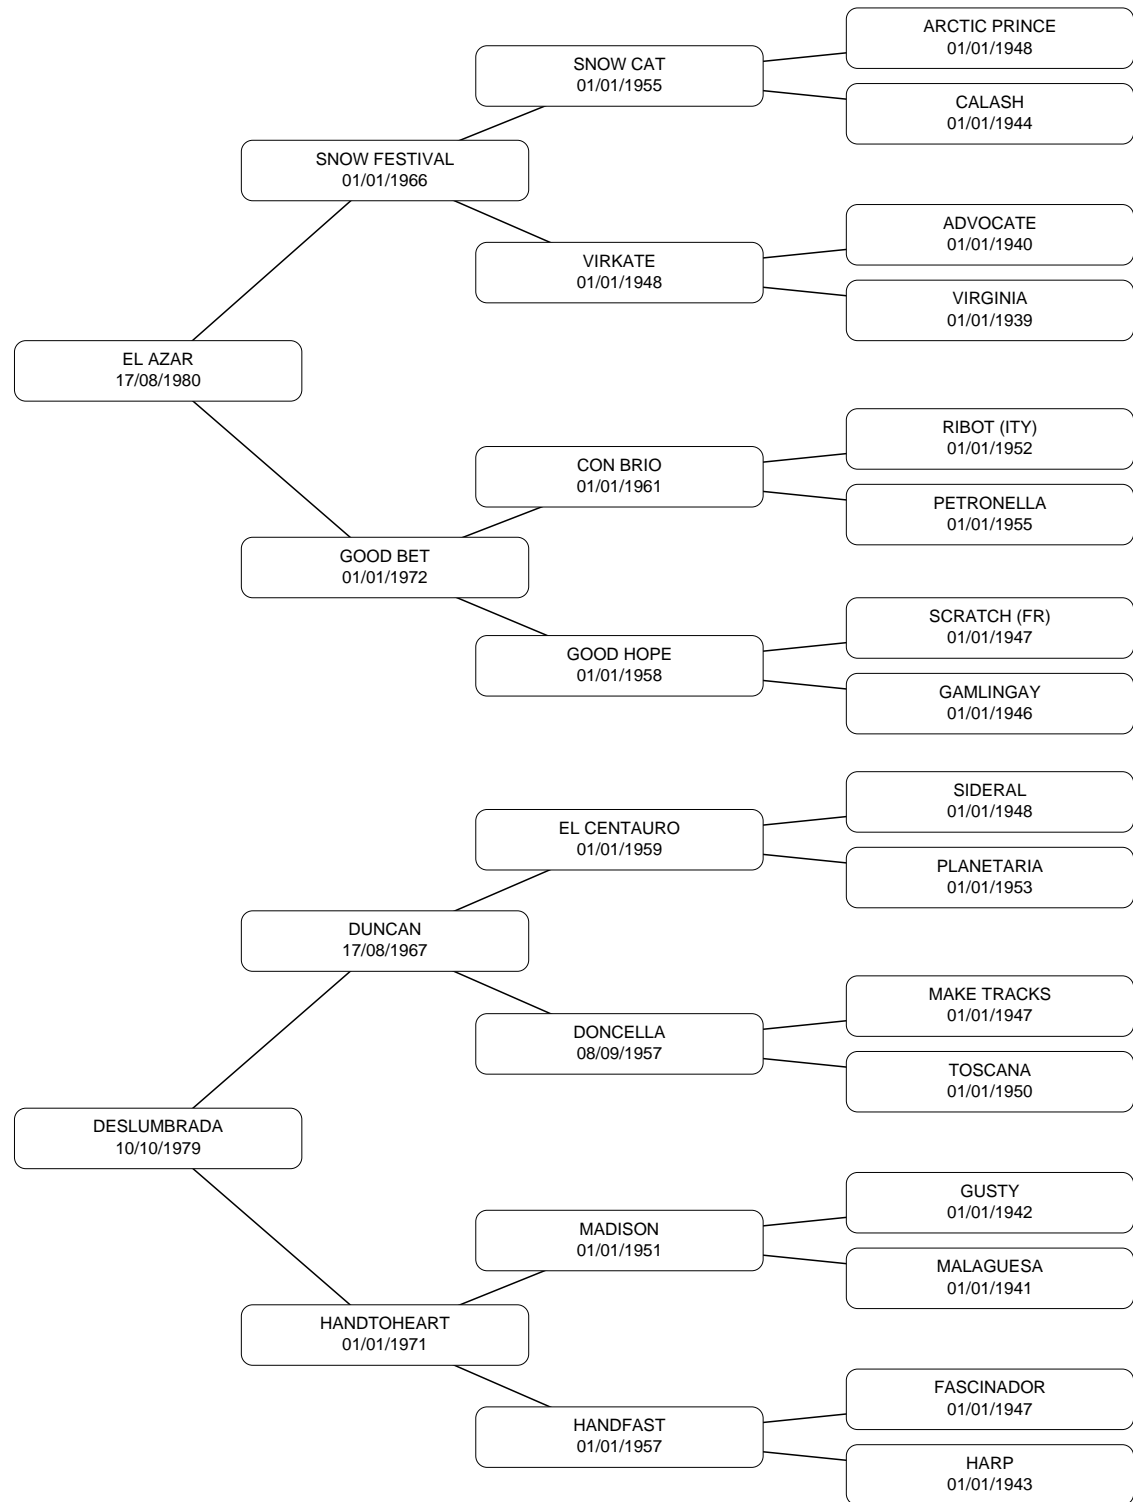 ARCTIC PRINCE
01/01/1948
SNOW CAT
01/01/1955
CALASH
01/01/1944
SNOW FESTIVAL
01/01/1966
ADVOCATE
01/01/1940
VIRKATE
01/01/1948
VIRGINIA
01/01/1939
EL AZAR
17/08/1980
RIBOT (ITY)
01/01/1952
CON BRIO
01/01/1961
PETRONELLA
01/01/1955
GOOD BET
01/01/1972
SCRATCH (FR)
01/01/1947
GOOD HOPE
01/01/1958
GAMLINGAY
01/01/1946
SIDERAL
01/01/1948
EL CENTAURO
01/01/1959
PLANETARIA
01/01/1953
DUNCAN
17/08/1967
MAKE TRACKS
01/01/1947
DONCELLA
08/09/1957
TOSCANA
01/01/1950
DESLUMBRADA
10/10/1979
GUSTY
01/01/1942
MADISON
01/01/1951
MALAGUESA
01/01/1941
HANDTOHEART
01/01/1971
FASCINADOR
01/01/1947
HANDFAST
01/01/1957
HARP
01/01/1943